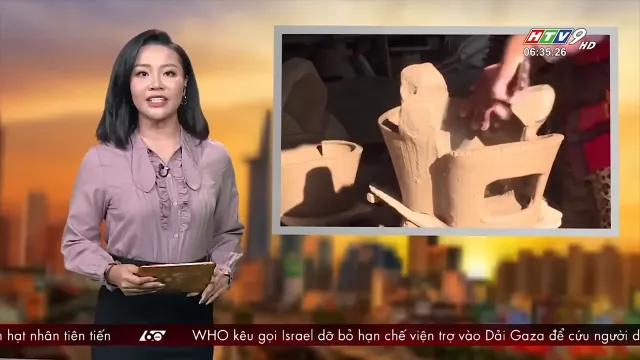 HTV9 HD
06:35:26
hạt nhân tiên tiến 60 WHO kêu gọi Israel dỡ bỏ hạn chế viện trợ vào Dải Gaza để cứu người